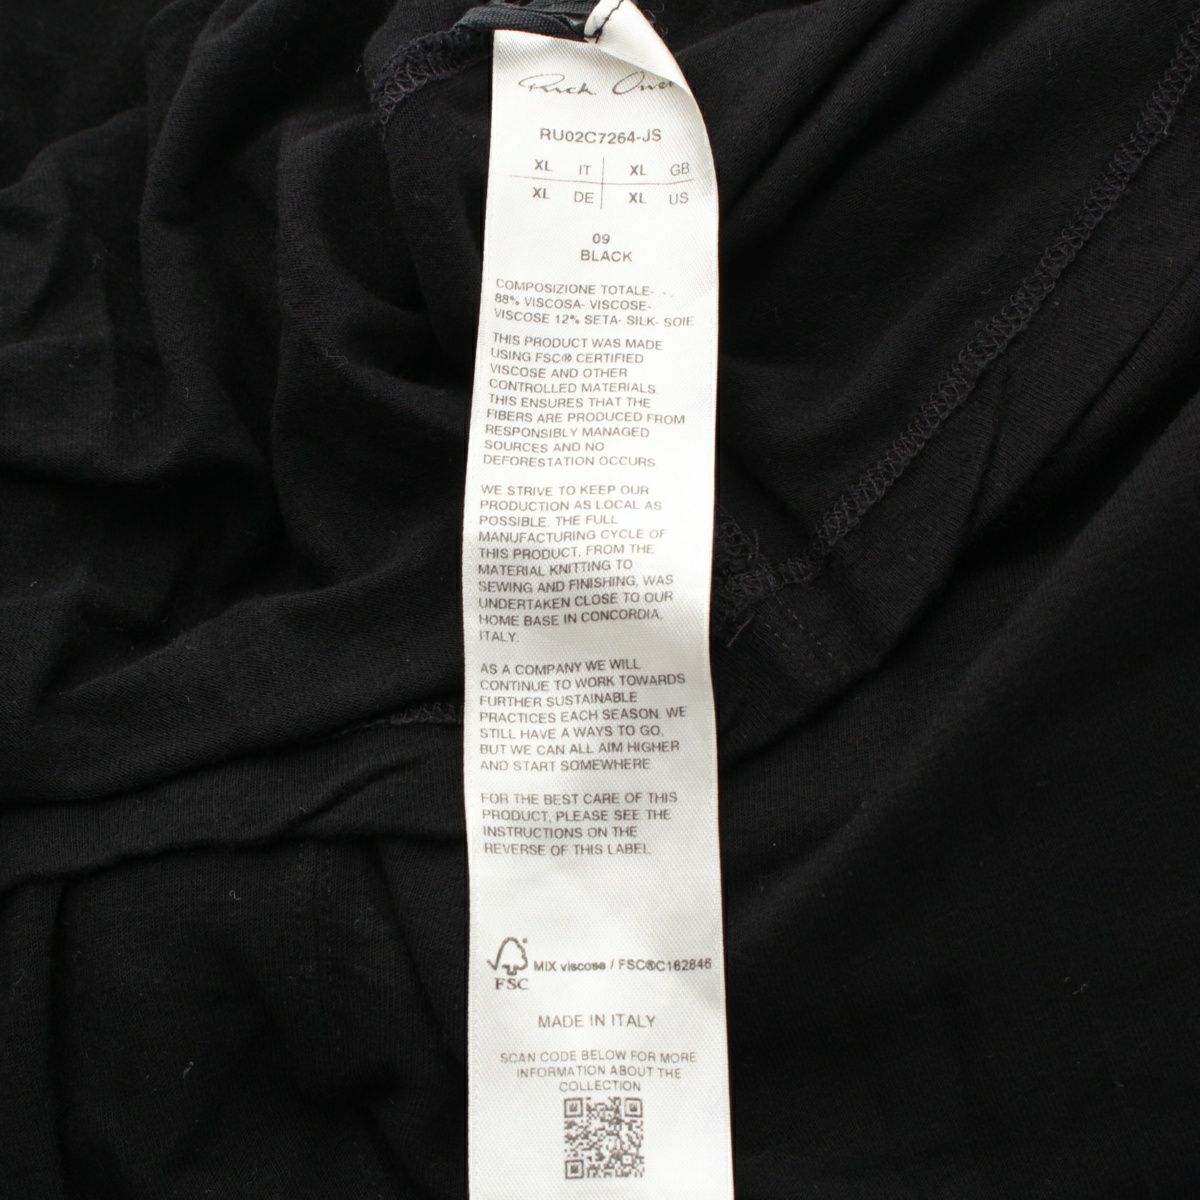 Rick Owe
RU02C7264-JS
XL IT XL GB
XL DE XL US
09
BLACK
COMPOSIZIONE TOTALE-
88% VISCOSA- VISCOSE-
VISCOSE 12% SETA- SILK- SOIE
THIS PRODUCT WAS MADE
USING FSC® CERTIFIED
VISCOSE AND OTHER
CONTROLLED MATERIALS.
THIS ENSURES THAT THE
FIBERS ARE PRODUCED FROM
RESPONSIBLY MANAGED
SOURCES AND NO
DEFORESTATION OCCURS
WE STRIVE TO KEEP OUR
PRODUCTION AS LOCAL AS
POSSIBLE. THE FULL
MANUFACTURING CYCLE OF
THIS PRODUCT, FROM THE
MATERIAL KNITTING TO
SEWING AND FINISHING, WAS
UNDERTAKEN CLOSE TO OUR
HOME BASE IN CONCORDIA,
ITALY.
AS A COMPANY WE WILL
CONTINUE TO WORK TOWARDS
FURTHER SUSTAINABLE
PRACTICES EACH SEASON. WE
STILL HAVE A WAYS TO GO,
BUT WE CAN ALL AIM HIGHER
AND START SOMEWHERE
FOR THE BEST CARE OF THIS
PRODUCT, PLEASE SEE THE
INSTRUCTIONS ON THE
REVERSE OF THIS LABEL
MIX viscose / FSC®C162846
FSC
MADE IN ITALY
SCAN CODE BELOW FOR MORE
INFORMATION ABOUT THE
COLLECTION